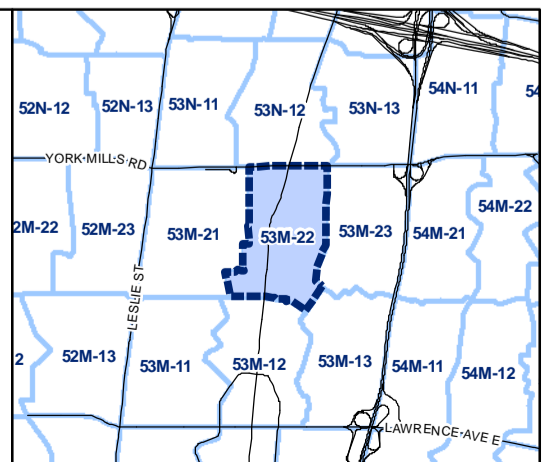 52N-12
52N-13
53N-11
53N-12
53N-13
54N-11
54
YORK MILLS RD
2M-22
52M-23
53M-21
53M-22
53M-23
54M-21
54M-22
LESLIE ST
2
52M-13
53M-11
53M-12
53M-13
54M-11
54M-12
LAWRENCE AVE E